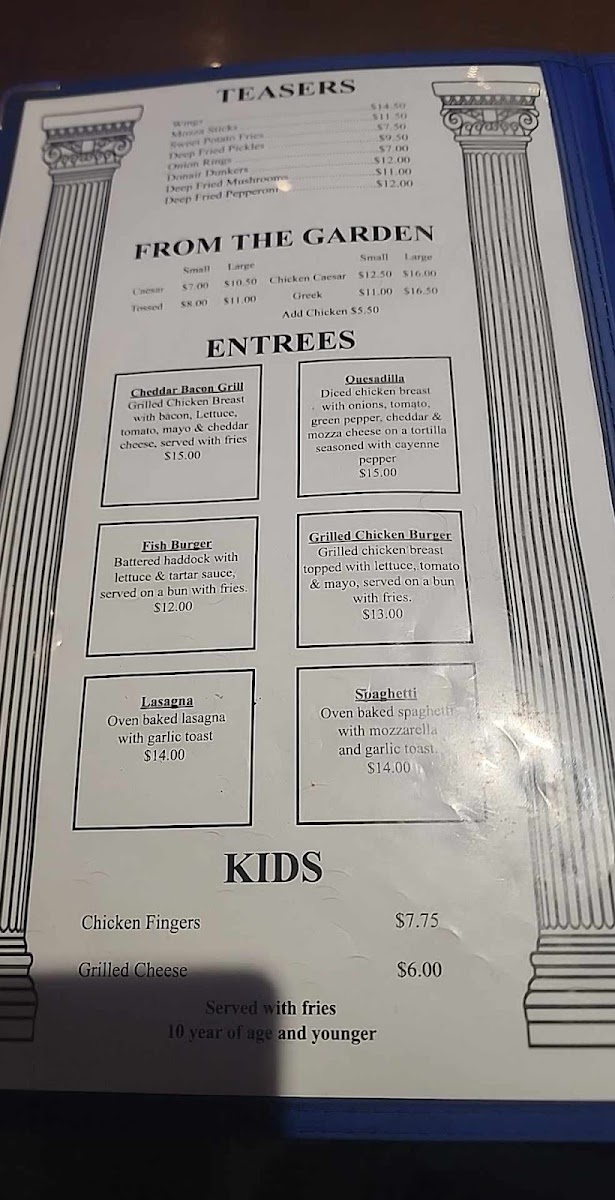 TEASERS
Wings $14.50
Mozza Sticks $11.50
Sweet Potato Fries $7.50
Deep Fried Pickles $9.50
Onion Rings $7.00
Donair Dunkers $12.00
Deep Fried Mushrooms $11.00
Deep Fried Pepperoni $12.00
FROM THE GARDEN
Small Large Small Large
Caesar $7.00 $10.50 Chicken Caesar $12.50 $16.00
Tossed $8.00 $11.00 Greek $11.00 $16.50
Add Chicken $5.50
ENTREES
Cheddar Bacon Grill
Grilled Chicken Breast
with bacon, Lettuce,
tomato, mayo & cheddar
cheese, served with fries
$15.00
Quesadilla
Diced chicken breast
with onions, tomato,
green pepper, cheddar &
mozza cheese on a tortilla
seasoned with cayenne
pepper
$15.00
Fish Burger
Battered haddock with
lettuce & tartar sauce,
served on a bun with fries.
$12.00
Grilled Chicken Burger
Grilled chicken breast
topped with lettuce, tomato
& mayo, served on a bun
with fries.
$13.00
Lasagna
Oven baked lasagna
with garlic toast
$14.00
Spaghetti
Oven baked spaghetti
with mozzarella
and garlic toast.
$14.00
KIDS
Chicken Fingers $7.75
Grilled Cheese $6.00
Served with fries
10 year of age and younger